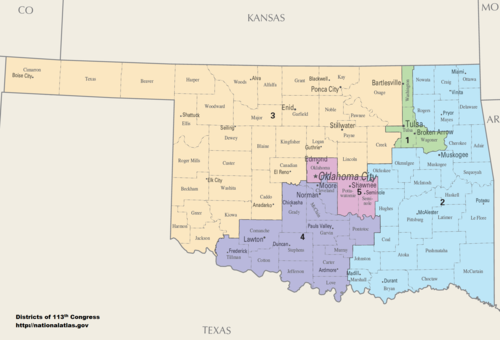 CO
KANSAS
MO
Cimarron
Boise City
Texas
Beaver
Harper
Woods
Alva
Alfalfa
Grant
Blackwell
Kay
Ponca City
Osage
Bartlesville
Washington
Nowata
Craig
Miami
Ottawa
Vinita
Woodward
Major
Enid
Garfield
Noble
Pawnee
Rogers
Mayes
Pryor
Delaware
Ellis
Shattuck
Seiling
Dewey
3
Stillwater
Payne
Tulsa
Tulsa
Broken Arrow
Wagoner
1
Cherokee
Adair
AR
Blaine
Kingfisher
Logan
Guthrie
Lincoln
Creek
Muskogee
Roger Mills
Custer
Edmond
Oklahoma
Okmulgee
Muskogee
Okfuskee
Canadian
El Reno
Oklahoma City
McIntosh
Sequoyah
Elk City
Beckham
Washita
Moore
Cleveland
Shawnee
5
Seminole
Haskell
Caddo
Norman
Chickasha
Anadarko
Grady
Hughes
2
McAlester
Pittsburg
Latimer
Le Flore
Greer
Kiowa
Harmon
Jackson
Comanche
Lawton
4
Pauls Valley
Garvin
Pontotoc
Coal
Frederick
Tillman
Duncan
Stephens
Murray
Johnston
Atoka
Pushmataha
Cotton
Carter
Ardmore
Jefferson
Love
Madill
Marshall
Durant
Bryan
Choctaw
McCurtain
Districts of 113th Congress
http://nationalatlas.gov
TEXAS